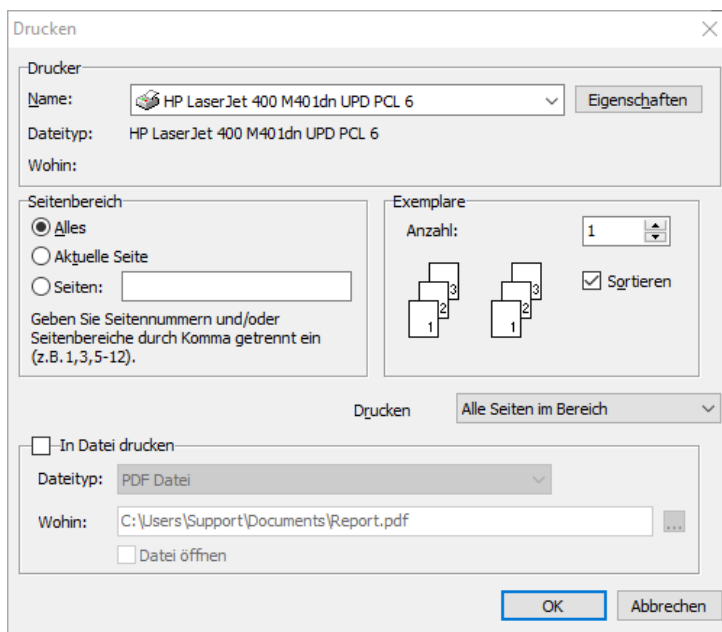 Drucken
Drucker
Name: HP LaserJet 400 M401dn UPD PCL 6 Eigenschaften
Dateityp: HP LaserJet 400 M401dn UPD PCL 6
Wohin:
Seitenbereich
Alles
Aktuelle Seite
Seiten:
Geben Sie Seitennummern und/oder
Seitenbereiche durch Komma getrennt ein
(z.B.1,3,5-12).
Exemplare
Anzahl: 1
1 2 3 1 2 3
Sortieren
Drucken Alle Seiten im Bereich
In Datei drucken
Dateityp: PDF Datei
Wohin: C:\Users\Support\Documents\Report.pdf ...
Datei öffnen
OK Abbrechen